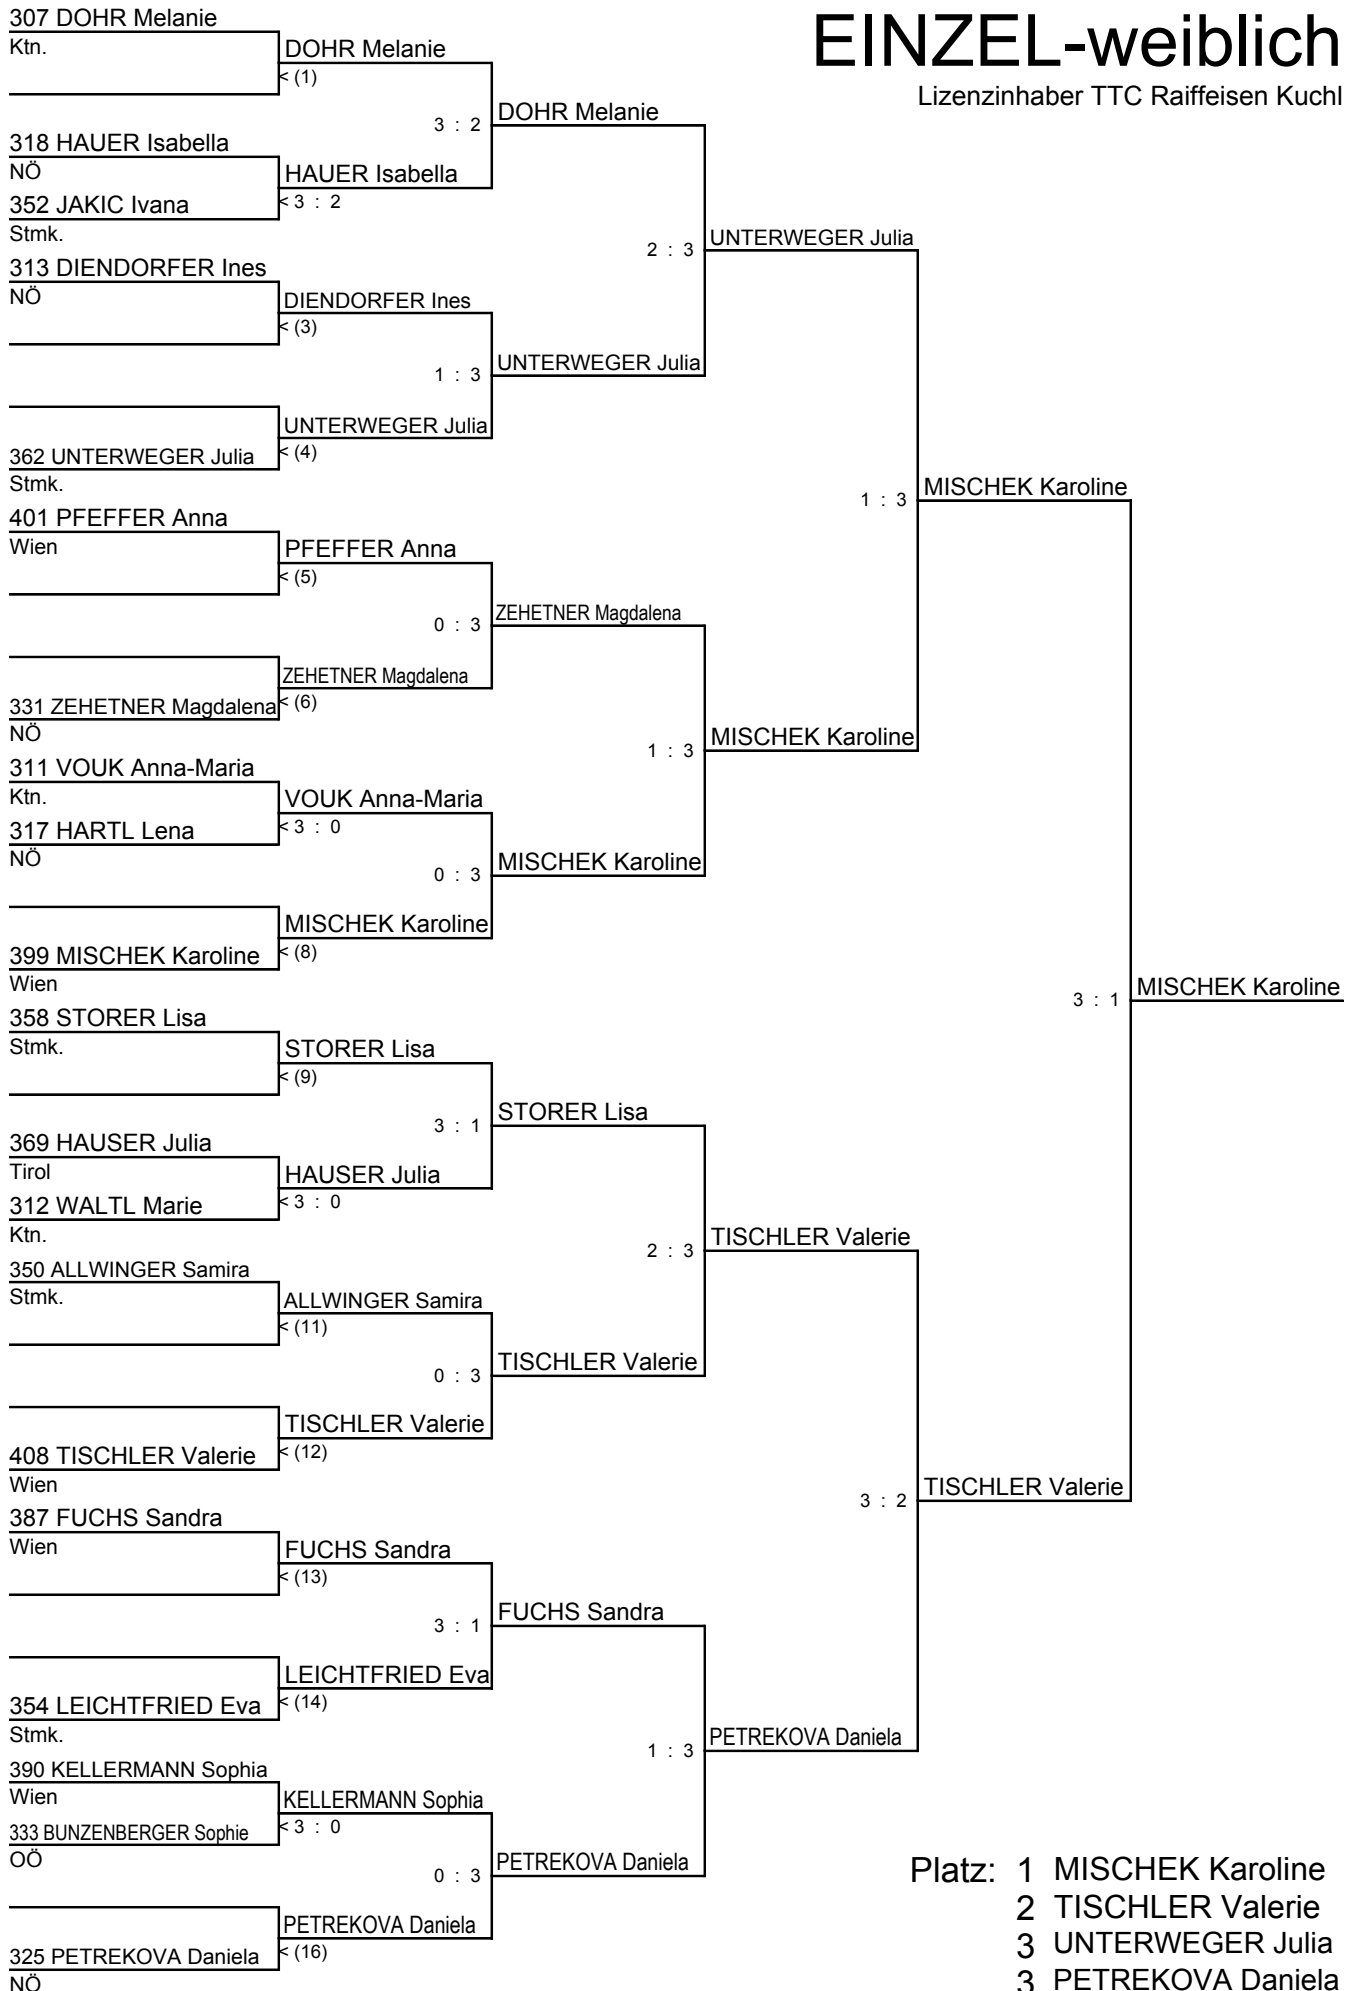 EINZEL-weiblich
Lizenzinhaber TTC Raiffeisen Kuchl
307 DOHR Melanie
Ktn.
DOHR Melanie
< (1)
3 : 2
DOHR Melanie
318 HAUER Isabella
NÖ
HAUER Isabella
352 JAKIC Ivana
< 3 : 2
Stmk.
2 : 3
UNTERWEGER Julia
313 DIENDORFER Ines
NÖ
DIENDORFER Ines
< (3)
1 : 3
UNTERWEGER Julia
UNTERWEGER Julia
362 UNTERWEGER Julia
< (4)
Stmk.
1 : 3
MISCHEK Karoline
401 PFEFFER Anna
Wien
PFEFFER Anna
< (5)
0 : 3
ZEHETNER Magdalena
ZEHETNER Magdalena
331 ZEHETNER Magdalena
< (6)
NÖ
1 : 3
MISCHEK Karoline
311 VOUK Anna-Maria
Ktn.
VOUK Anna-Maria
317 HARTL Lena
< 3 : 0
NÖ
0 : 3
MISCHEK Karoline
MISCHEK Karoline
399 MISCHEK Karoline
< (8)
Wien
3 : 1
MISCHEK Karoline
358 STORER Lisa
Stmk.
STORER Lisa
< (9)
3 : 1
STORER Lisa
369 HAUSER Julia
Tirol
HAUSER Julia
312 WALTL Marie
< 3 : 0
Ktn.
2 : 3
TISCHLER Valerie
350 ALLWINGER Samira
Stmk.
ALLWINGER Samira
< (11)
0 : 3
TISCHLER Valerie
TISCHLER Valerie
408 TISCHLER Valerie
< (12)
Wien
3 : 2
TISCHLER Valerie
387 FUCHS Sandra
Wien
FUCHS Sandra
< (13)
3 : 1
FUCHS Sandra
LEICHTFRIED Eva
354 LEICHTFRIED Eva
< (14)
Stmk.
1 : 3
PETREKOVA Daniela
390 KELLERMANN Sophia
Wien
KELLERMANN Sophia
333 BUNZENBERGER Sophie
< 3 : 0
OÖ
0 : 3
PETREKOVA Daniela
PETREKOVA Daniela
325 PETREKOVA Daniela
< (16)
NÖ
Platz: 1 MISCHEK Karoline
2 TISCHLER Valerie
3 UNTERWEGER Julia
3 PETREKOVA Daniela